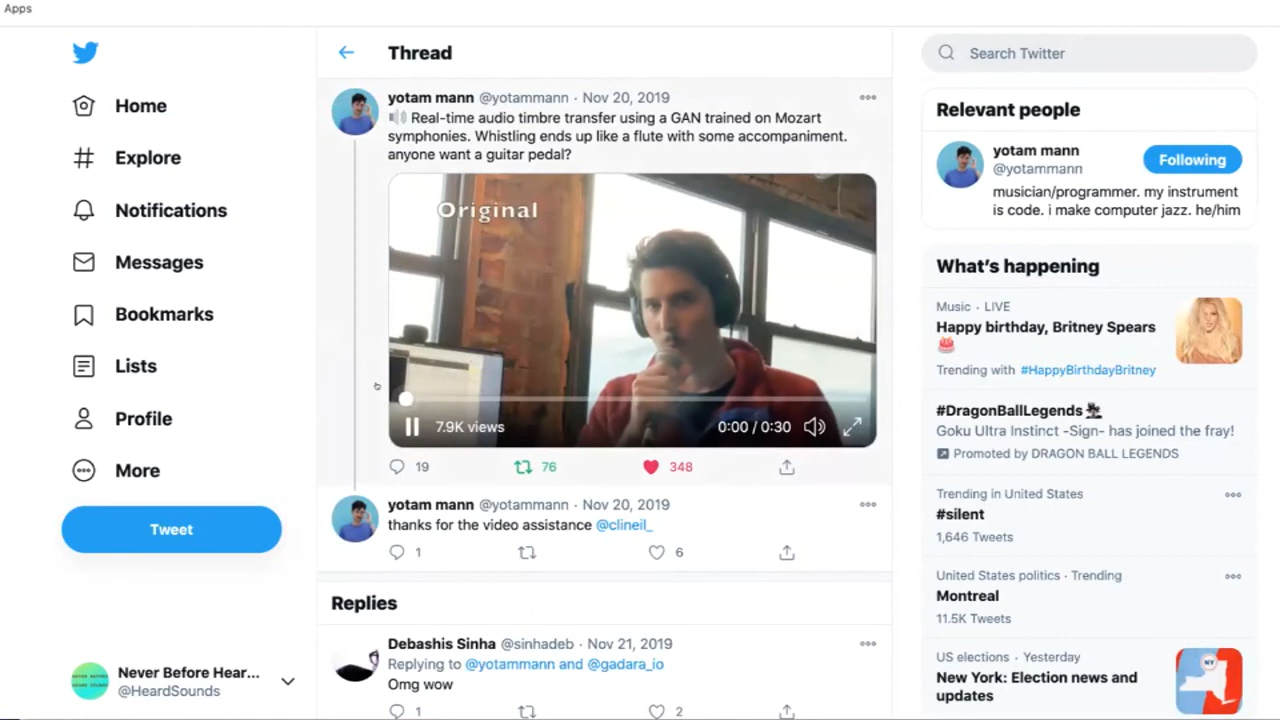 Apps
Home
Explore
Notifications
Messages
Bookmarks
Lists
Profile
More
Tweet
Never Before Hear...
@HeardSounds
Thread
yotam mann @yotammann · Nov 20, 2019
Real-time audio timbre transfer using a GAN trained on Mozart
symphonies. Whistling ends up like a flute with some accompaniment.
anyone want a guitar pedal?
Original
7.9K views
0:00 / 0:30
19
76
348
yotam mann @yotammann · Nov 20, 2019
thanks for the video assistance @clineil_
1
6
Replies
Debashis Sinha @sinhadeb · Nov 21, 2019
Replying to @yotammann and @gadara_io
Omg wow
1
2
Search Twitter
Relevant people
yotam mann
@yotammann
Following
musician/programmer. my instrument
is code. i make computer jazz. he/him
What's happening
Music · LIVE
Happy birthday, Britney Spears
Trending with #HappyBirthdayBritney
#DragonBallLegends
Goku Ultra Instinct -Sign- has joined the fray!
Promoted by DRAGON BALL LEGENDS
Trending in United States
#silent
1,646 Tweets
United States politics · Trending
Montreal
11.5K Tweets
US elections · Yesterday
New York: Election news and
updates
NY